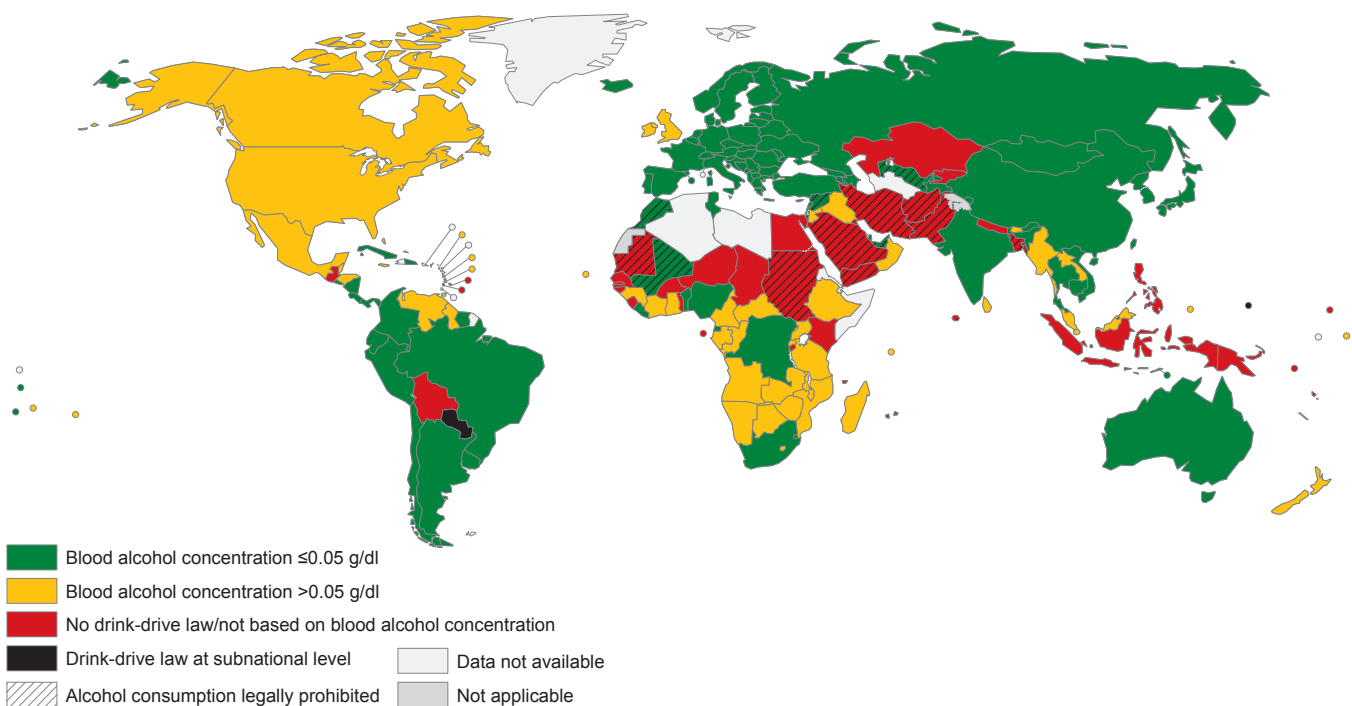 Blood alcohol concentration ≤0.05 g/dl
Blood alcohol concentration >0.05 g/dl
No drink-drive law/not based on blood alcohol concentration
Drink-drive law at subnational level
Data not available
Alcohol consumption legally prohibited
Not applicable